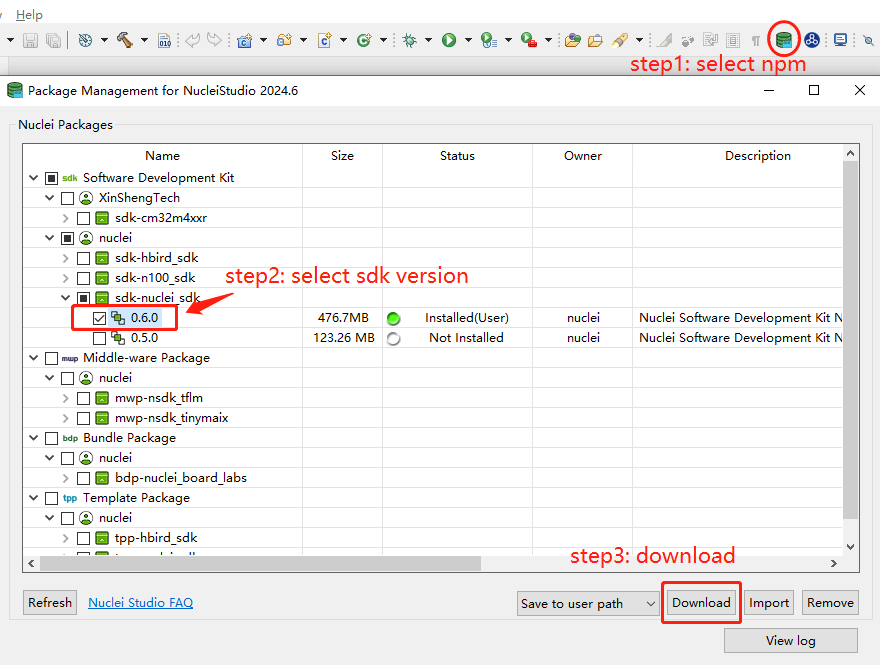 Help
010
step1: select npm
Package Management for NucleiStudio 2024.6
Nuclei Packages
Name Size Status Owner Description
sdk Software Development Kit
XinShengTech
sdk-cm32m4xxr
nuclei
sdk-hbird_sdk
sdk-n100_sdk
step2: select sdk version
sdk-nuclei_sdk
0.6.0 476.7MB Installed(User) nuclei Nuclei Software Development Kit N
0.5.0 123.26 MB Not Installed nuclei Nuclei Software Development Kit N
mwp Middle-ware Package
nuclei
mwp-nsdk_tflm
mwp-nsdk_tinymaix
bdp Bundle Package
nuclei
bdp-nuclei_board_labs
tpp Template Package
nuclei
tpp-hbird_sdk
step3: download
Refresh Nuclei Studio FAQ Save to user path Download Import Remove
View log